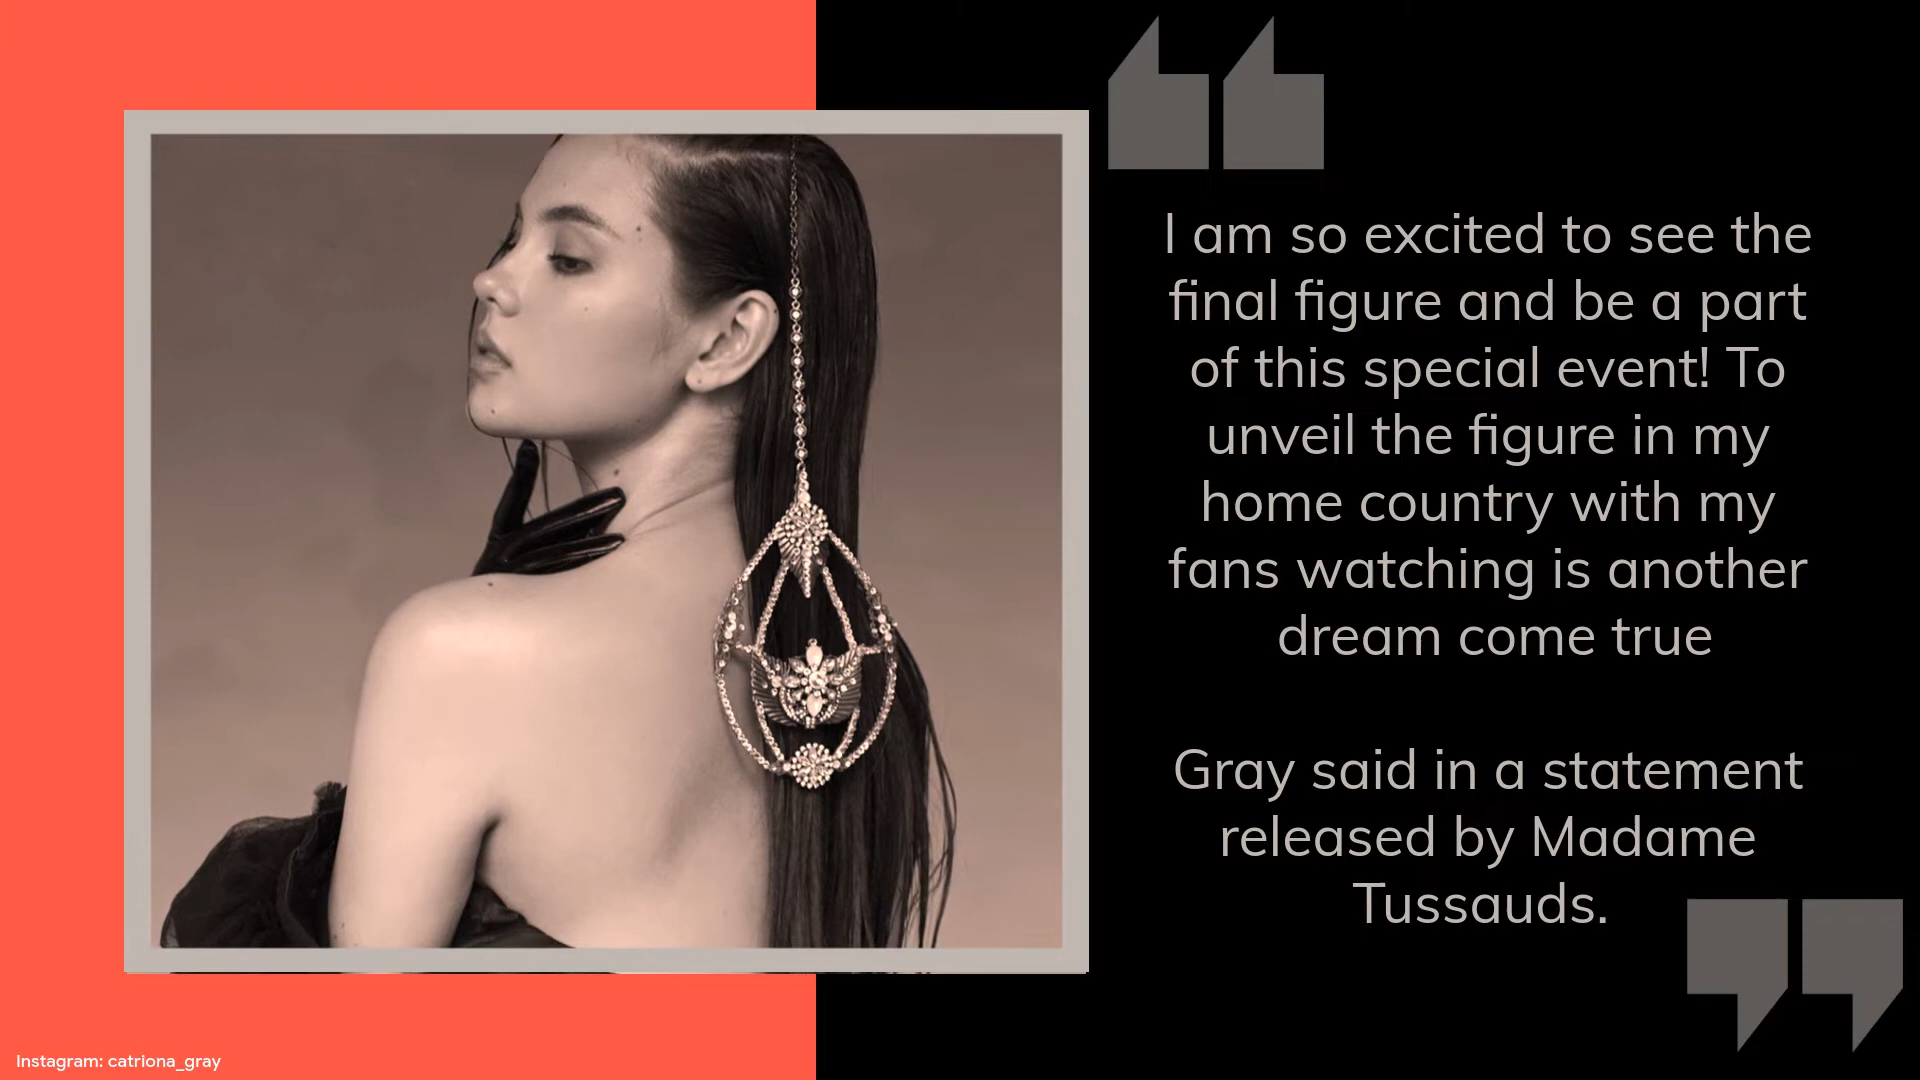 I am so excited to see the
final figure and be a part
of this special event! To
unveil the figure in my
home country with my
fans watching is another
dream come true
Gray said in a statement
released by Madame
Tussauds.
Instagram: catriona_gray